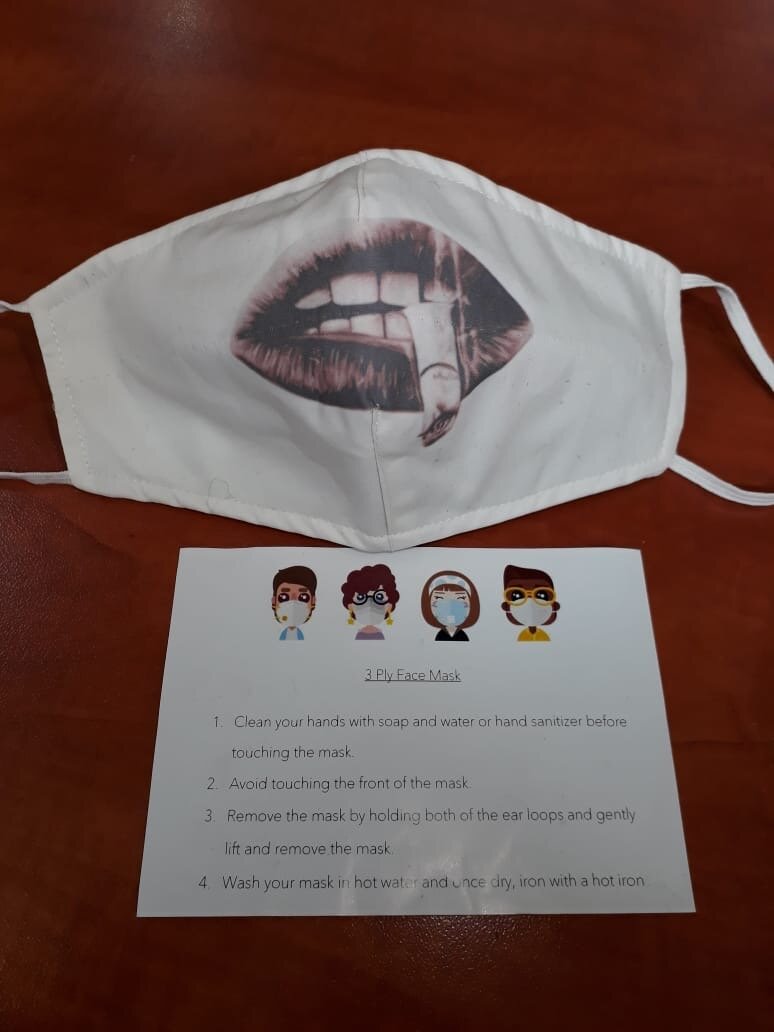 3 Ply Face Mask
1. Clean your hands with soap and water or hand sanitizer before
touching the mask.
2. Avoid touching the front of the mask.
3. Remove the mask by holding both of the ear loops and gently
lift and remove the mask.
4. Wash your mask in hot water and once dry, iron with a hot iron